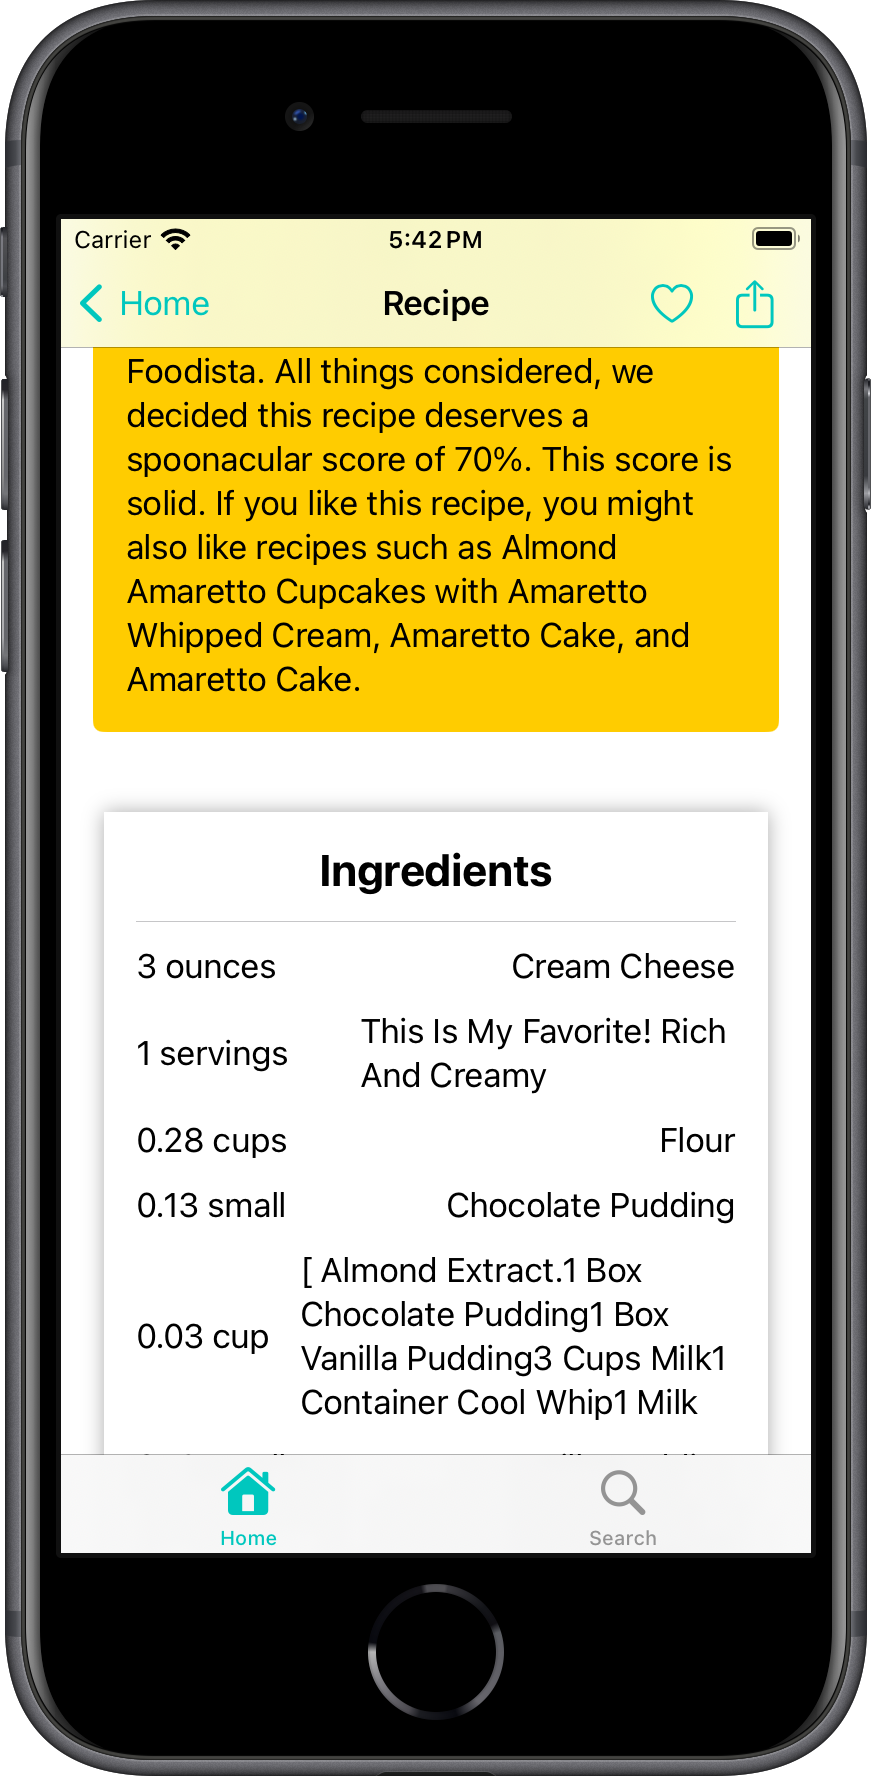 Carrier 5:42 PM
Home Recipe
Foodista. All things considered, we
decided this recipe deserves a
spoonacular score of 70%. This score is
solid. If you like this recipe, you might
also like recipes such as Almond
Amaretto Cupcakes with Amaretto
Whipped Cream, Amaretto Cake, and
Amaretto Cake.
Ingredients
3 ounces Cream Cheese
1 servings This Is My Favorite! Rich
And Creamy
0.28 cups Flour
0.13 small Chocolate Pudding
0.03 cup [ Almond Extract.1 Box
Chocolate Pudding1 Box
Vanilla Pudding3 Cups Milk1
Container Cool Whip1 Milk
Home Search